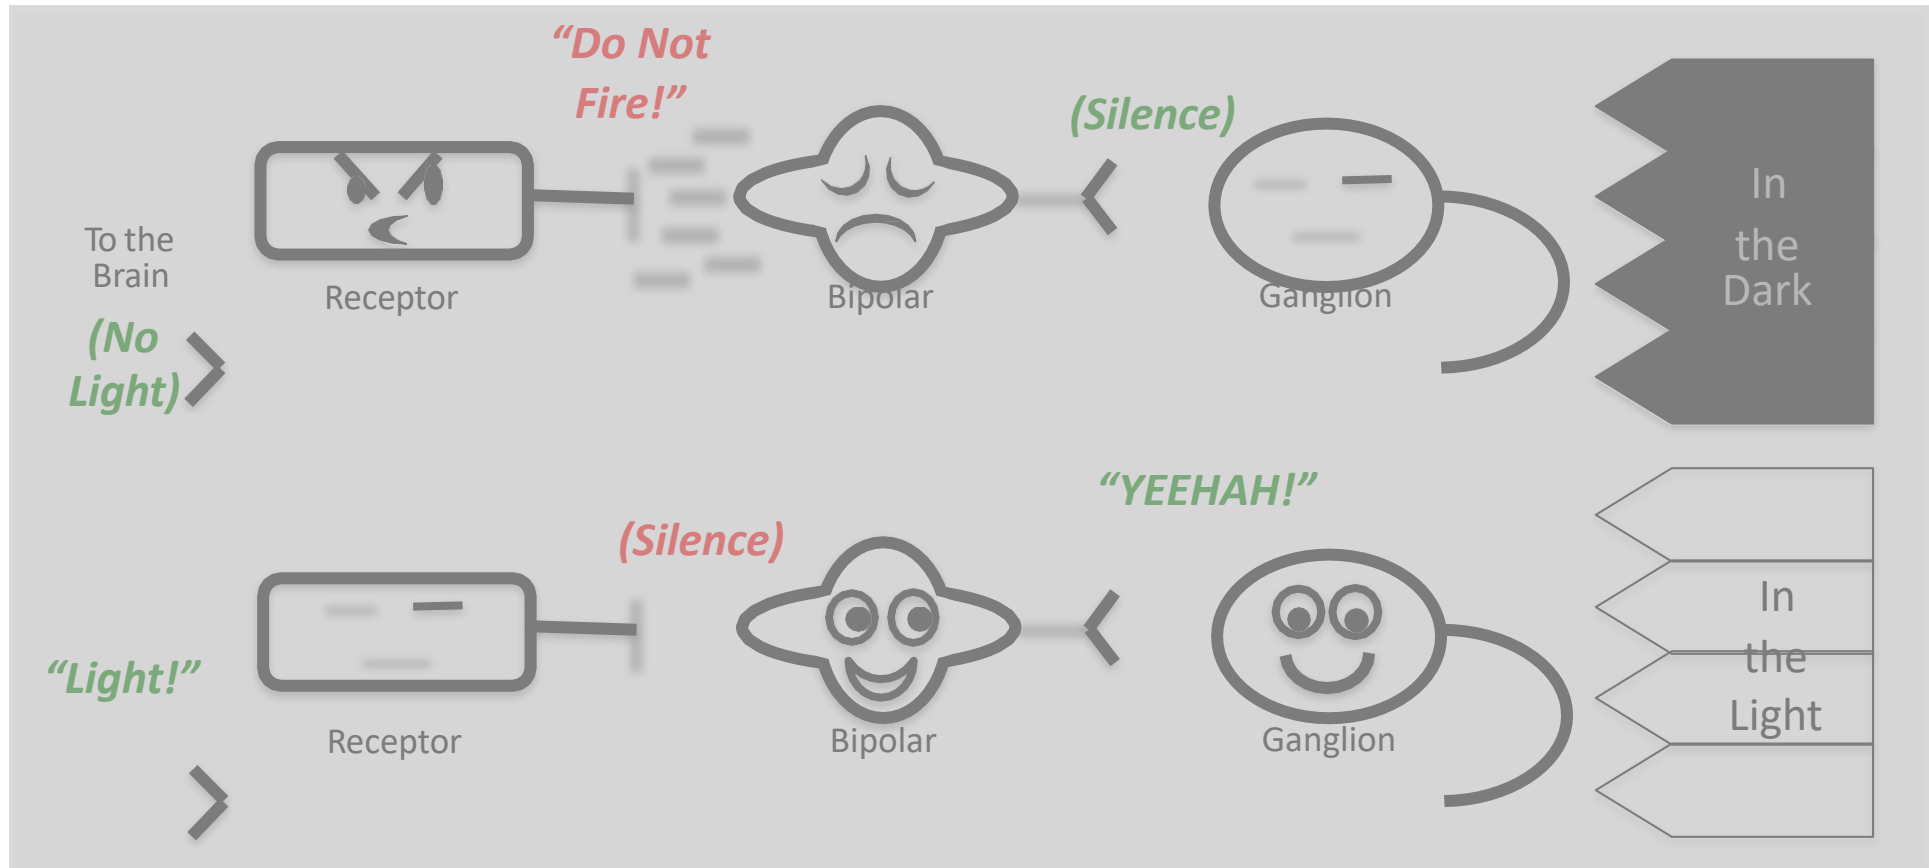 “Do Not
Fire!”
(Silence)
In
the
Dark
To the
Brain
Receptor
Bipolar
Ganglion
(No
Light)
“YEEHAH!”
(Silence)
In
the
Light
“Light!”
Receptor
Bipolar
Ganglion